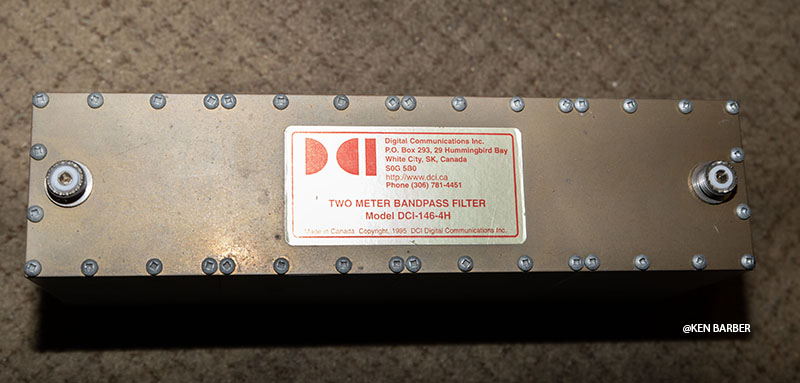 DCI
Digital Communications Inc.
P.O. Box 293, 29 Hummingbird Bay
White City, SK, Canada
S0G 5B0
http://www.dci.ca
Phone (306) 781-4451
TWO METER BANDPASS FILTER
Model DCI-146-4H
Made in Canada. Copyright, 1995, DCI Digital Communications Inc.
@KEN BARBER